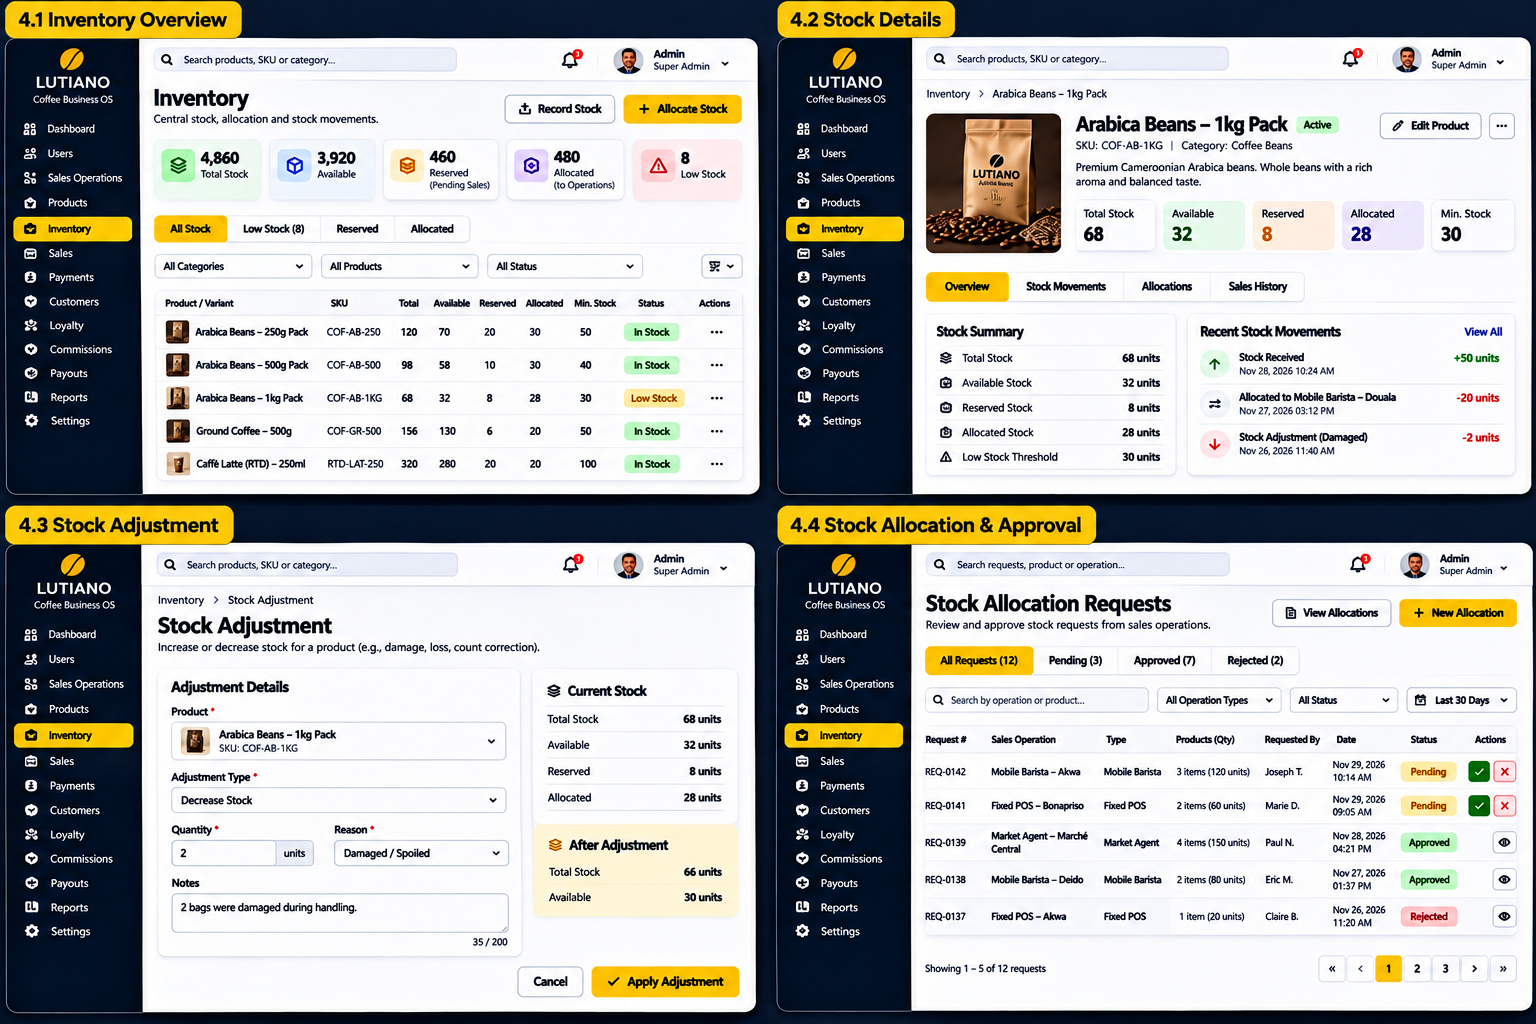 4.1 Inventory Overview
LUTIANO
Coffee Business OS
Dashboard
Users
Sales Operations
Products
Inventory
Sales
Payments
Customers
Loyalty
Commissions
Payouts
Reports
Settings
Search products, SKU or category...
3
Admin
Super Admin
Inventory
Central stock, allocation and stock movements.
Record Stock
+ Allocate Stock
4,860
Total Stock
3,920
Available
460
Reserved
(Pending Sales)
480
Allocated
(to Operations)
8
Low Stock
All Stock Low Stock (8) Reserved Allocated
All Categories All Products All Status
Product / Variant SKU Total Available Reserved Allocated Min. Stock Status Actions
Arabica Beans – 250g Pack COF-AB-250 120 70 20 30 50 In Stock
Arabica Beans – 500g Pack COF-AB-500 98 58 10 30 40 In Stock
Arabica Beans – 1kg Pack COF-AB-1KG 68 32 8 28 30 Low Stock
Ground Coffee – 500g COF-GR-500 156 130 6 20 50 In Stock
Caffè Latte (RTD) – 250ml RTD-LAT-250 320 280 20 20 100 In Stock
4.2 Stock Details
LUTIANO
Coffee Business OS
Dashboard
Users
Sales Operations
Products
Inventory
Sales
Payments
Customers
Loyalty
Commissions
Payouts
Reports
Settings
Search products, SKU or category...
Admin
Super Admin
Inventory > Arabica Beans – 1kg Pack
LUTIANO
Arabica Beans – 1kg Pack Active
Edit Product
SKU: COF-AB-1KG | Category: Coffee Beans
Premium Cameroonian Arabica beans. Whole beans with a rich
aroma and balanced taste.
Total Stock
68
Available
32
Reserved
8
Allocated
28
Min. Stock
30
Overview Stock Movements Allocations Sales History
Stock Summary
Total Stock 68 units
Available Stock 32 units
Reserved Stock 8 units
Allocated Stock 28 units
Low Stock Threshold 30 units
Recent Stock Movements View All
Stock Received +50 units
Nov 28, 2026 10:24 AM
Allocated to Mobile Barista – Douala -20 units
Nov 27, 2026 03:12 PM
Stock Adjustment (Damaged) -2 units
Nov 26, 2026 11:40 AM
4.3 Stock Adjustment
LUTIANO
Coffee Business OS
Dashboard
Users
Sales Operations
Products
Inventory
Sales
Payments
Customers
Loyalty
Commissions
Payouts
Reports
Settings
Search products, SKU or category...
Admin
Super Admin
Inventory > Stock Adjustment
Stock Adjustment
Increase or decrease stock for a product (e.g., damage, loss, count correction).
Adjustment Details
Product *
Arabica Beans – 1kg Pack
SKU: COF-AB-1KG
Adjustment Type *
Decrease Stock
Quantity * Reason *
2 units Damaged / Spoiled
Notes
2 bags were damaged during handling.
35 / 200
Current Stock
Total Stock 68 units
Available 32 units
Reserved 8 units
Allocated 28 units
After Adjustment
Total Stock 66 units
Available 30 units
Cancel
Apply Adjustment
4.4 Stock Allocation & Approval
LUTIANO
Coffee Business OS
Dashboard
Users
Sales Operations
Products
Inventory
Sales
Payments
Customers
Loyalty
Commissions
Payouts
Reports
Settings
Search requests, product or operation...
Admin
Super Admin
Stock Allocation Requests
Review and approve stock requests from sales operations.
View Allocations
+ New Allocation
All Requests (12) Pending (3) Approved (7) Rejected (2)
Search by operation or product... All Operation Types All Status Last 30 Days
Request # Sales Operation Type Products (Qty) Requested By Date Status Actions
REQ-0142 Mobile Barista – Akwa Mobile Barista 3 items (120 units) Joseph T. Nov 29, 2026 10:14 AM Pending
REQ-0141 Fixed POS – Bonapriso Fixed POS 2 items (60 units) Marie D. Nov 29, 2026 09:05 AM Pending
REQ-0139 Market Agent – Marché Central Market Agent 4 items (150 units) Paul N. Nov 28, 2026 04:21 PM Approved
REQ-0138 Mobile Barista – Deido Mobile Barista 2 items (80 units) Eric M. Nov 27, 2026 01:37 PM Approved
REQ-0137 Fixed POS – Akwa Fixed POS 1 item (20 units) Claire B. Nov 26, 2026 11:20 AM Rejected
Showing 1 – 5 of 12 requests
« ‹ 1 2 3 › »